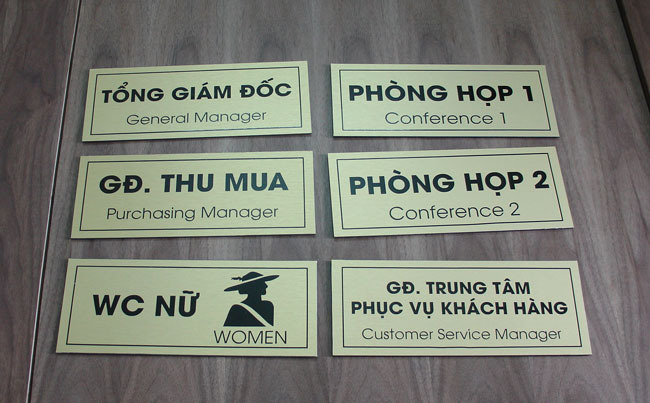 TỔNG GIÁM ĐỐC
General Manager
PHÒNG HỌP 1
Conference 1
GĐ. THU MUA
Purchasing Manager
PHÒNG HỌP 2
Conference 2
WC NỮ
WOMEN
GĐ. TRUNG TÂM
PHỤC VỤ KHÁCH HÀNG
Customer Service Manager